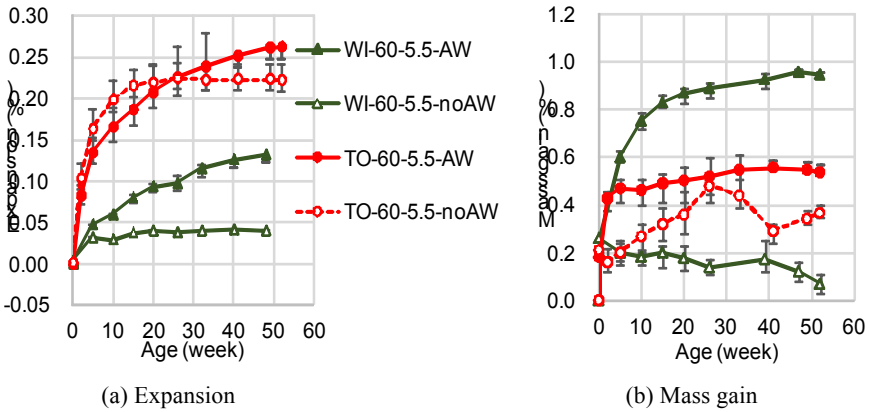 0.30
0.25
0.20
0.15
0.10
0.05
0.00
-0.05
Expansion (%)
0 10 20 30 40 50 60
Age (week)
WI-60-5.5-AW
WI-60-5.5-noAW
TO-60-5.5-AW
TO-60-5.5-noAW
(a) Expansion
1.2
1.0
0.8
0.6
0.4
0.2
0.0
Mass gain (%)
0 10 20 30 40 50 60
Age (week)
(b) Mass gain